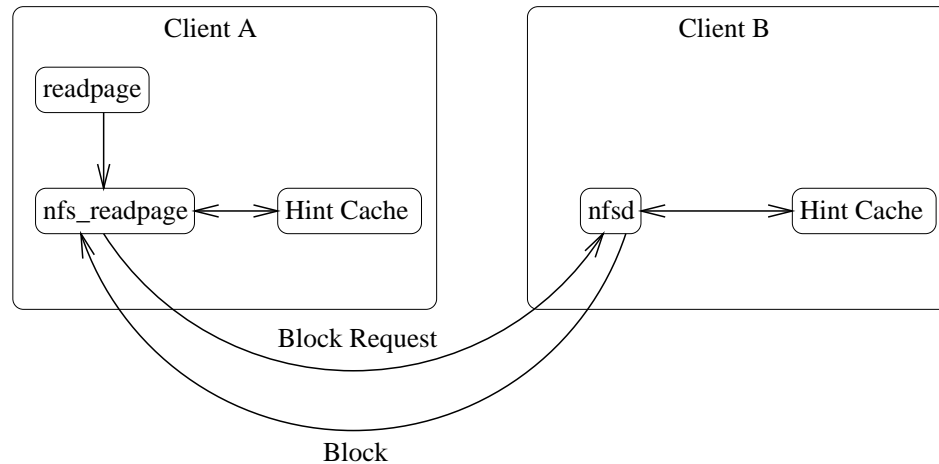 Client A
Client B
readpage
nfs_readpage
Hint Cache
nfsd
Hint Cache
Block Request
Block